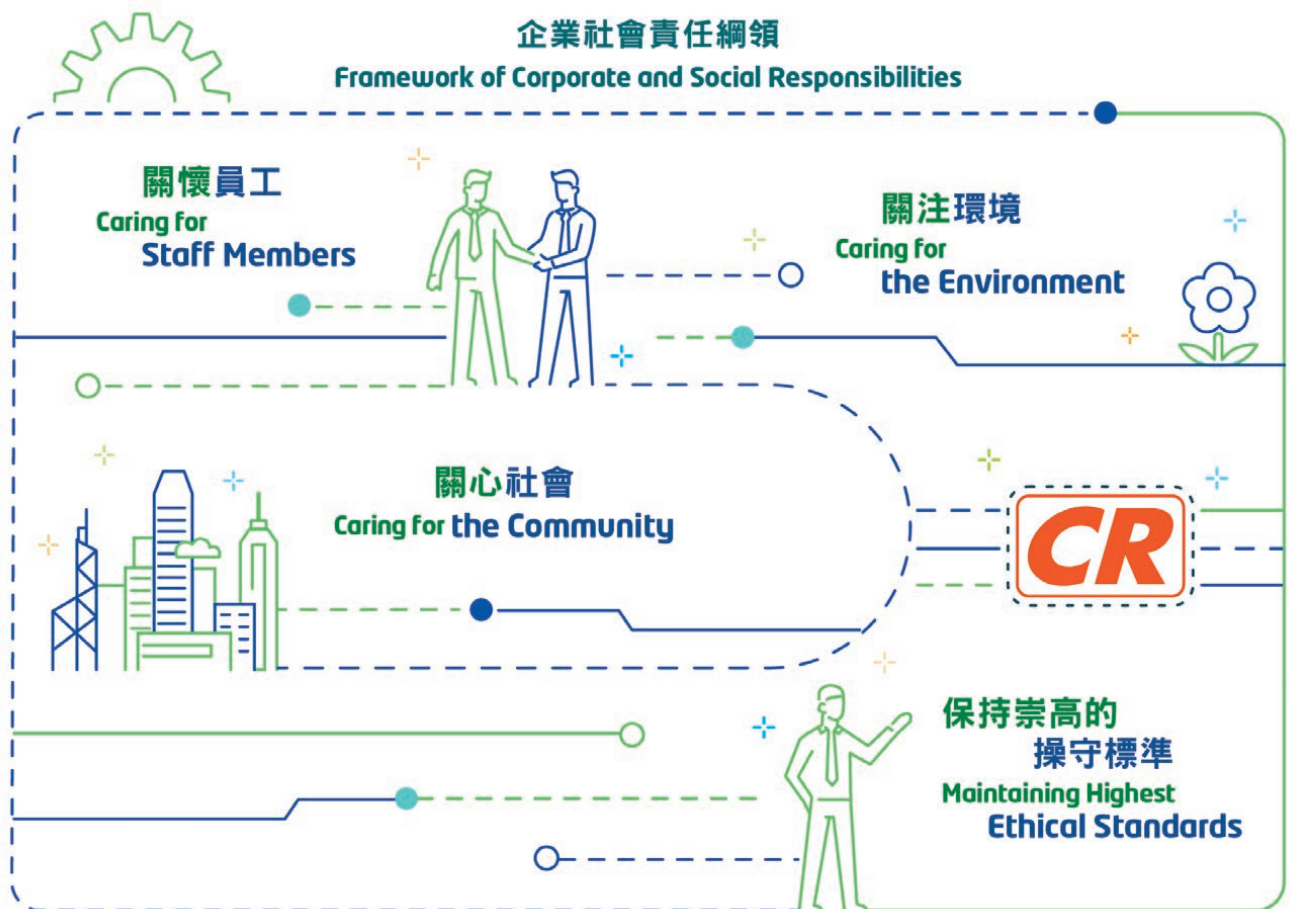 企業社會責任綱領
Framework of Corporate and Social Responsibilities
關懷員工
Caring for
Staff Members
關注環境
Caring for
the Environment
關心社會
Caring for the Community
CR
保持崇高的
操守標準
Maintaining Highest
Ethical Standards